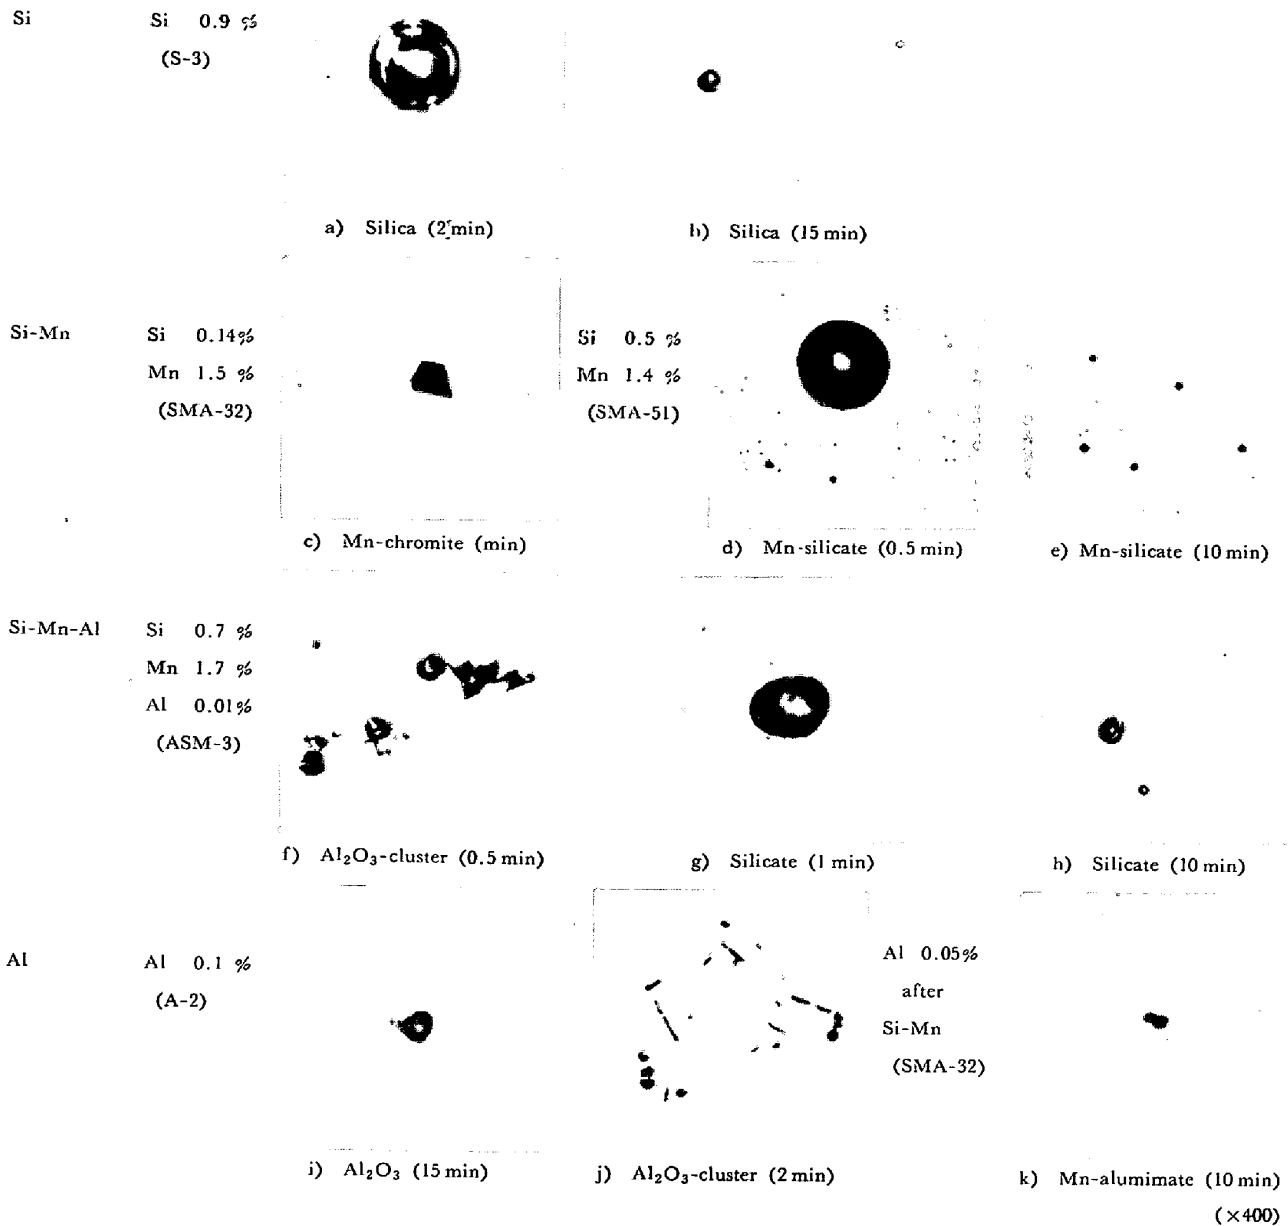 Si Si 0.9 %
(S-3)
a) Silica (2 min) b) Silica (15 min)
Si-Mn Si 0.14% Si 0.5 %
Mn 1.5 % Mn 1.4 %
(SMA-32) (SMA-51)
c) Mn-chromite (min) d) Mn-silicate (0.5 min) e) Mn-silicate (10 min)
Si-Mn-Al Si 0.7 %
Mn 1.7 %
Al 0.01%
(ASM-3)
f) Al₂O₃-cluster (0.5 min) g) Silicate (1 min) h) Silicate (10 min)
Al Al 0.1 % Al 0.05%
(A-2) after
Si-Mn
(SMA-32)
i) Al₂O₃ (15 min) j) Al₂O₃-cluster (2 min) k) Mn-alumimate (10 min)
(×400)